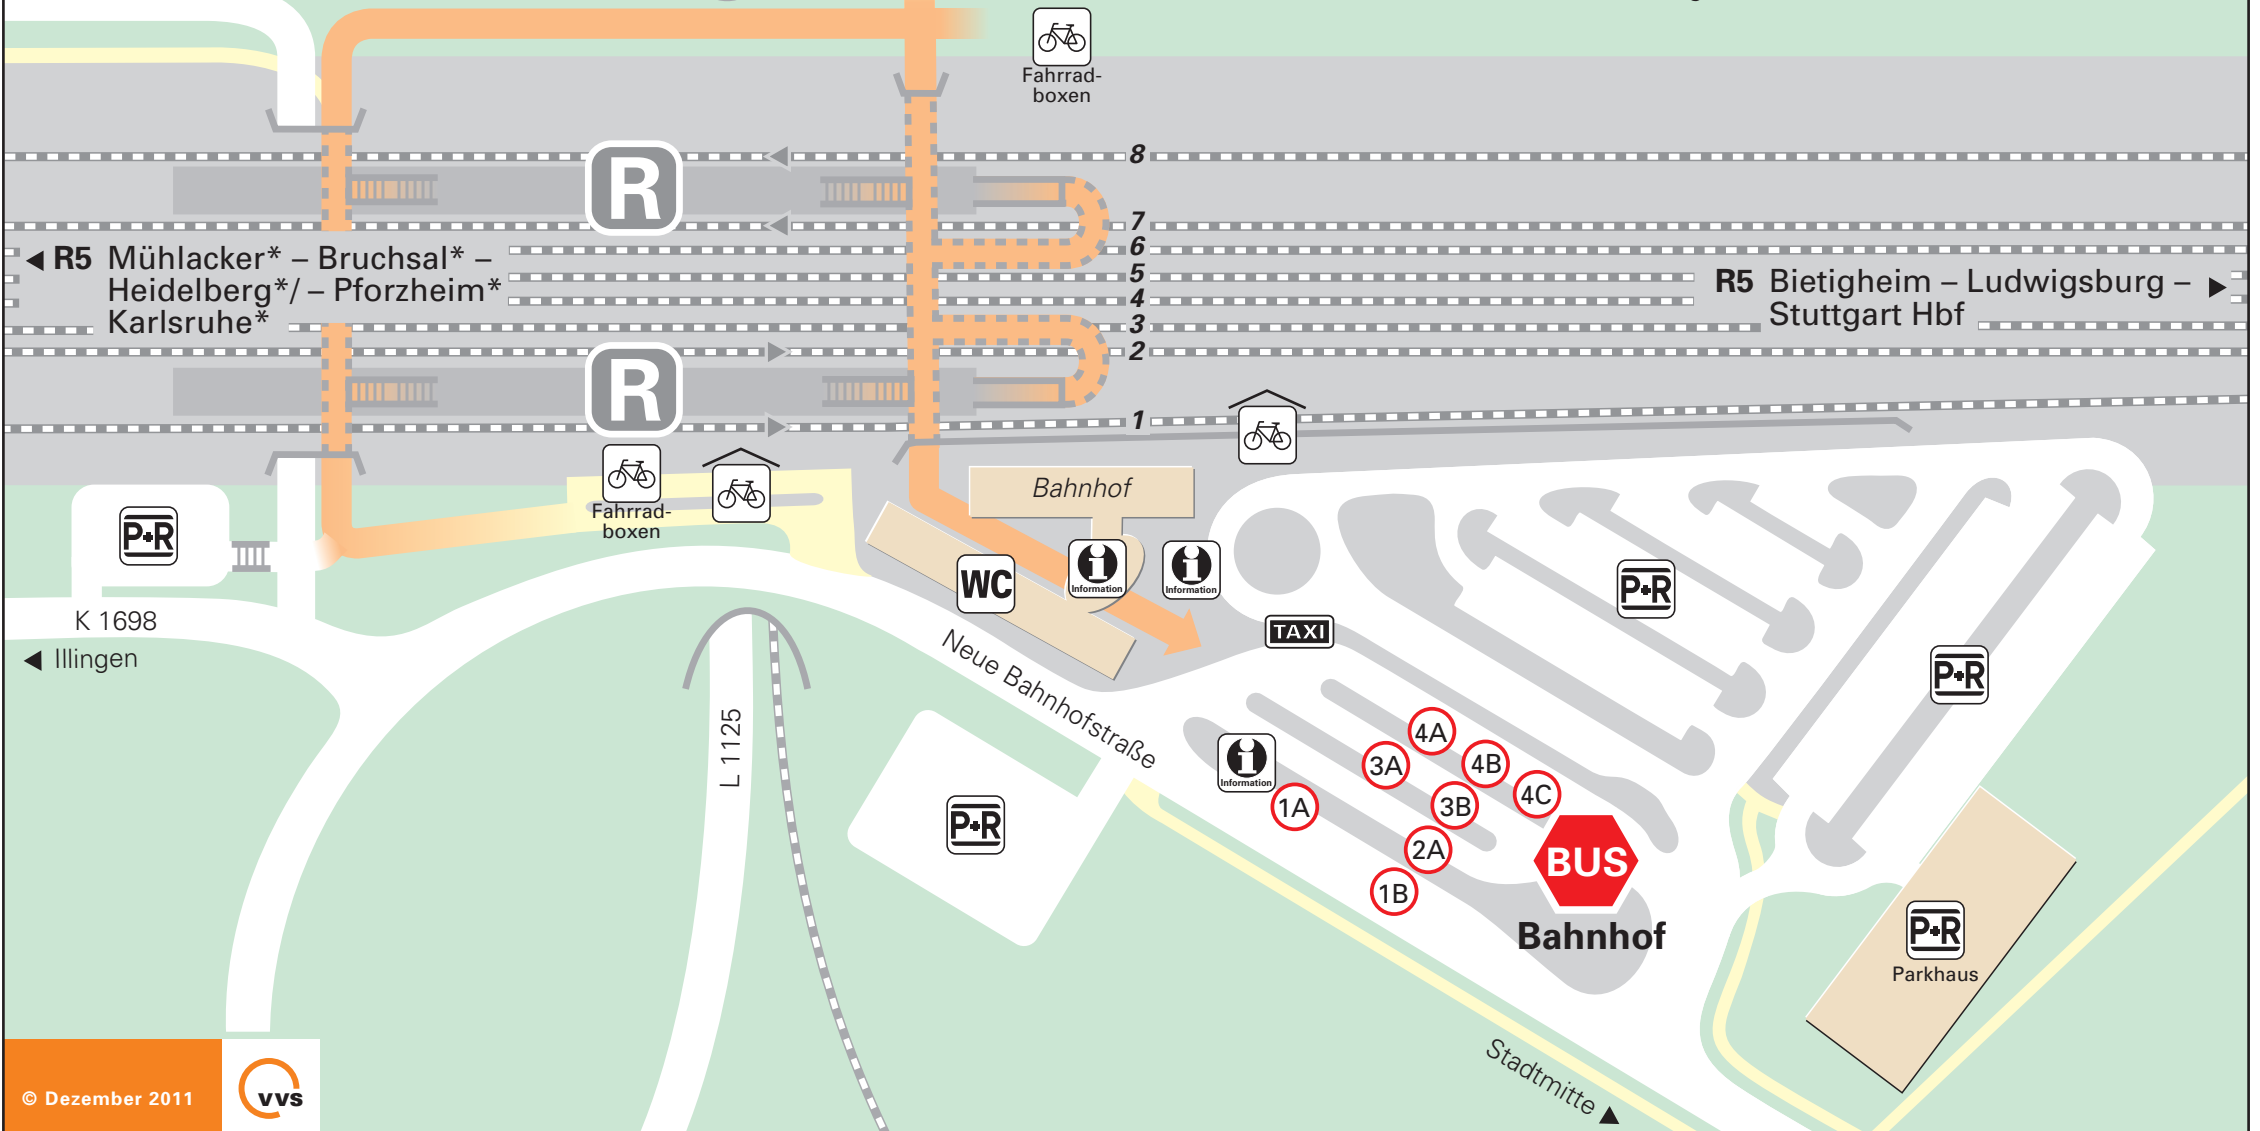 Fahrrad-
boxen
8
R
7
6
5
4
3
2
1
R5 Mühlacker* – Bruchsal* –
Heidelberg*/ – Pforzheim*
Karlsruhe*
R5 Bietigheim – Ludwigsburg –
Stuttgart Hbf
R
Fahrrad-
boxen
Bahnhof
P+R
WC
i
Information
i
Information
P+R
TAXI
K 1698
Illingen
Neue Bahnhofstraße
L 1125
P+R
i
Information
4A
3A
4B
4C
1A
3B
2A
1B
BUS
Bahnhof
P+R
P+R
Parkhaus
Stadtmitte
© Dezember 2011
vvs